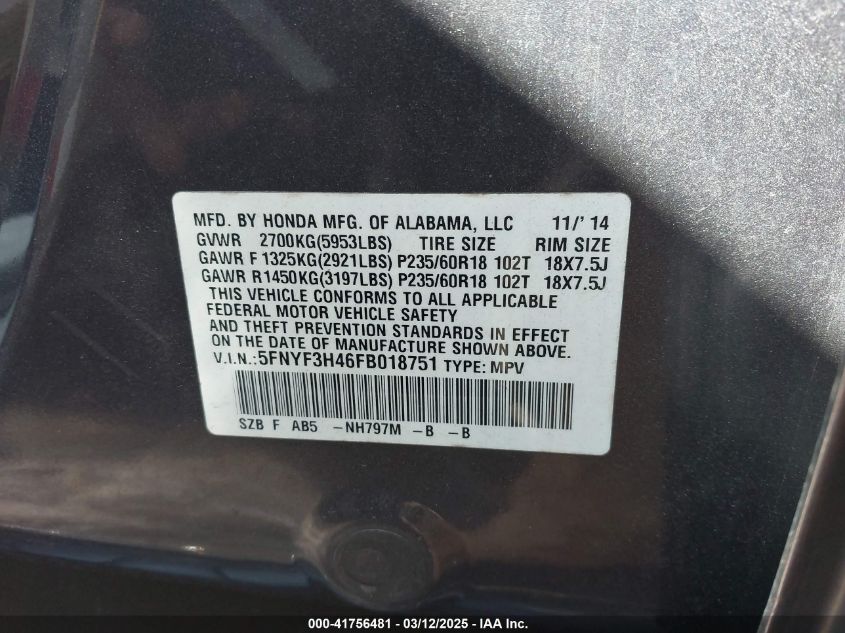 MFD. BY HONDA MFG. OF ALABAMA, LLC 11/' 14
GVWR 2700KG(5953LBS) TIRE SIZE RIM SIZE
GAWR F 1325KG(2921LBS) P235/60R18 102T 18X7.5J
GAWR R1450KG(3197LBS) P235/60R18 102T 18X7.5J
THIS VEHICLE CONFORMS TO ALL APPLICABLE
FEDERAL MOTOR VEHICLE SAFETY
AND THEFT PREVENTION STANDARDS IN EFFECT
ON THE DATE OF MANUFACTURE SHOWN ABOVE.
V.I.N.:5FNYF3H46FB018751 TYPE: MPV
SZB F AB5 -NH797M -B -B
000-41756481 - 03/12/2025 - IAA Inc.